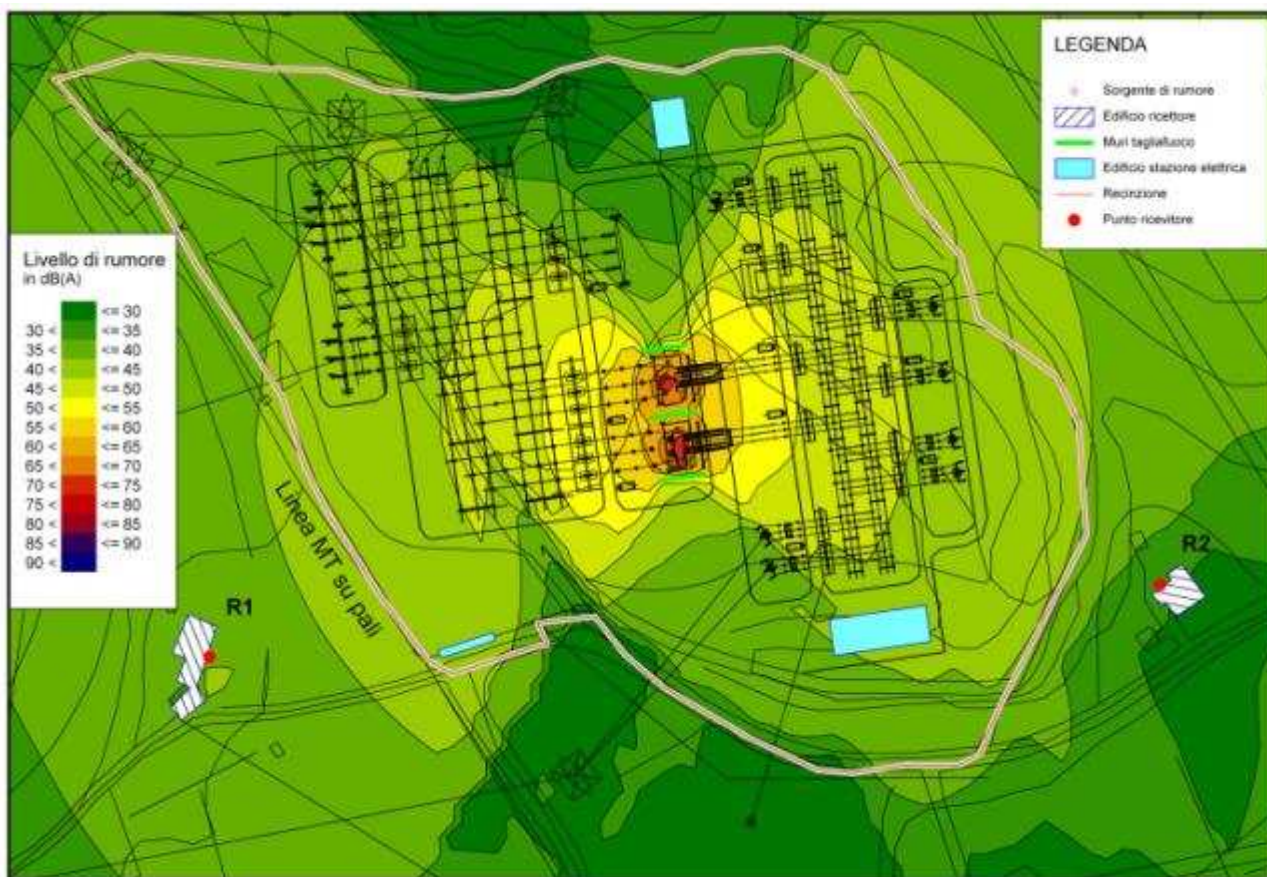 LEGENDA
Sorgente di rumore
Edificio ricettore
Muri tagliafuoco
Edificio stazione elettrica
Recinzione
Punto ricevitore
Livello di rumore
in dB(A)
<= 30
30 < <= 35
35 < <= 40
40 < <= 45
45 < <= 50
50 < <= 55
55 < <= 60
60 < <= 65
65 < <= 70
70 < <= 75
75 < <= 80
80 < <= 85
85 < <= 90
90 <
Linea MT su pali
R1
R2